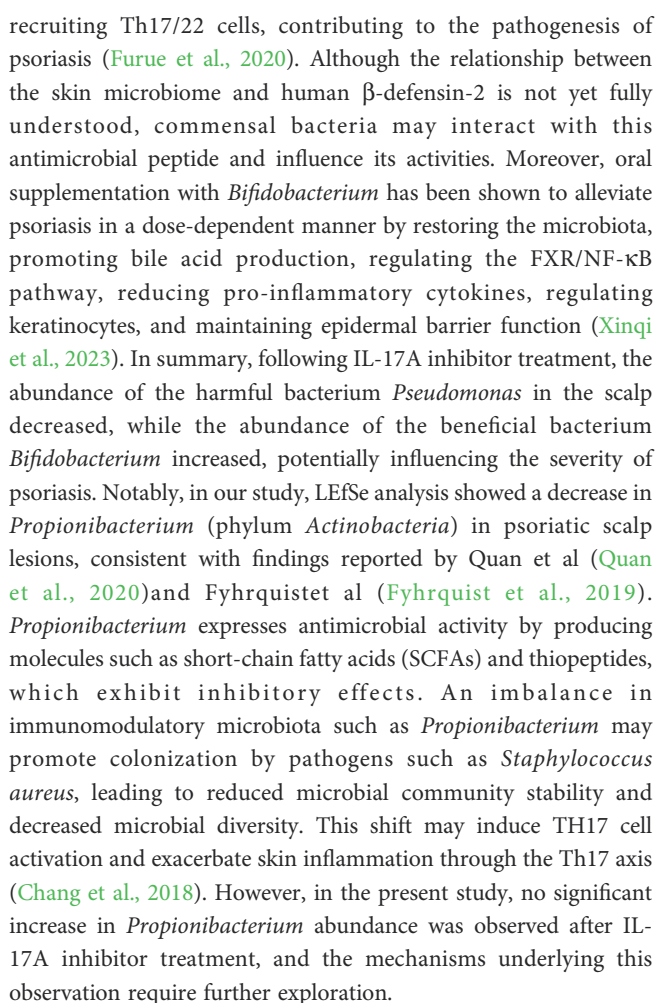 recruiting Th17/22 cells, contributing to the pathogenesis of
psoriasis (Furue et al., 2020). Although the relationship between
the skin microbiome and human β-defensin-2 is not yet fully
understood, commensal bacteria may interact with this
antimicrobial peptide and influence its activities. Moreover, oral
supplementation with Bifidobacterium has been shown to alleviate
psoriasis in a dose-dependent manner by restoring the microbiota,
promoting bile acid production, regulating the FXR/NF-κB
pathway, reducing pro-inflammatory cytokines, regulating
keratinocytes, and maintaining epidermal barrier function (Xinqi
et al., 2023). In summary, following IL-17A inhibitor treatment, the
abundance of the harmful bacterium Pseudomonas in the scalp
decreased, while the abundance of the beneficial bacterium
Bifidobacterium increased, potentially influencing the severity of
psoriasis. Notably, in our study, LEfSe analysis showed a decrease in
Propionibacterium (phylum Actinobacteria) in psoriatic scalp
lesions, consistent with findings reported by Quan et al (Quan
et al., 2020)and Fyhrquistet al (Fyhrquist et al., 2019).
Propionibacterium expresses antimicrobial activity by producing
molecules such as short-chain fatty acids (SCFAs) and thiopeptides,
which exhibit inhibitory effects. An imbalance in
immunomodulatory microbiota such as Propionibacterium may
promote colonization by pathogens such as Staphylococcus
aureus, leading to reduced microbial community stability and
decreased microbial diversity. This shift may induce TH17 cell
activation and exacerbate skin inflammation through the Th17 axis
(Chang et al., 2018). However, in the present study, no significant
increase in Propionibacterium abundance was observed after IL-
17A inhibitor treatment, and the mechanisms underlying this
observation require further exploration.